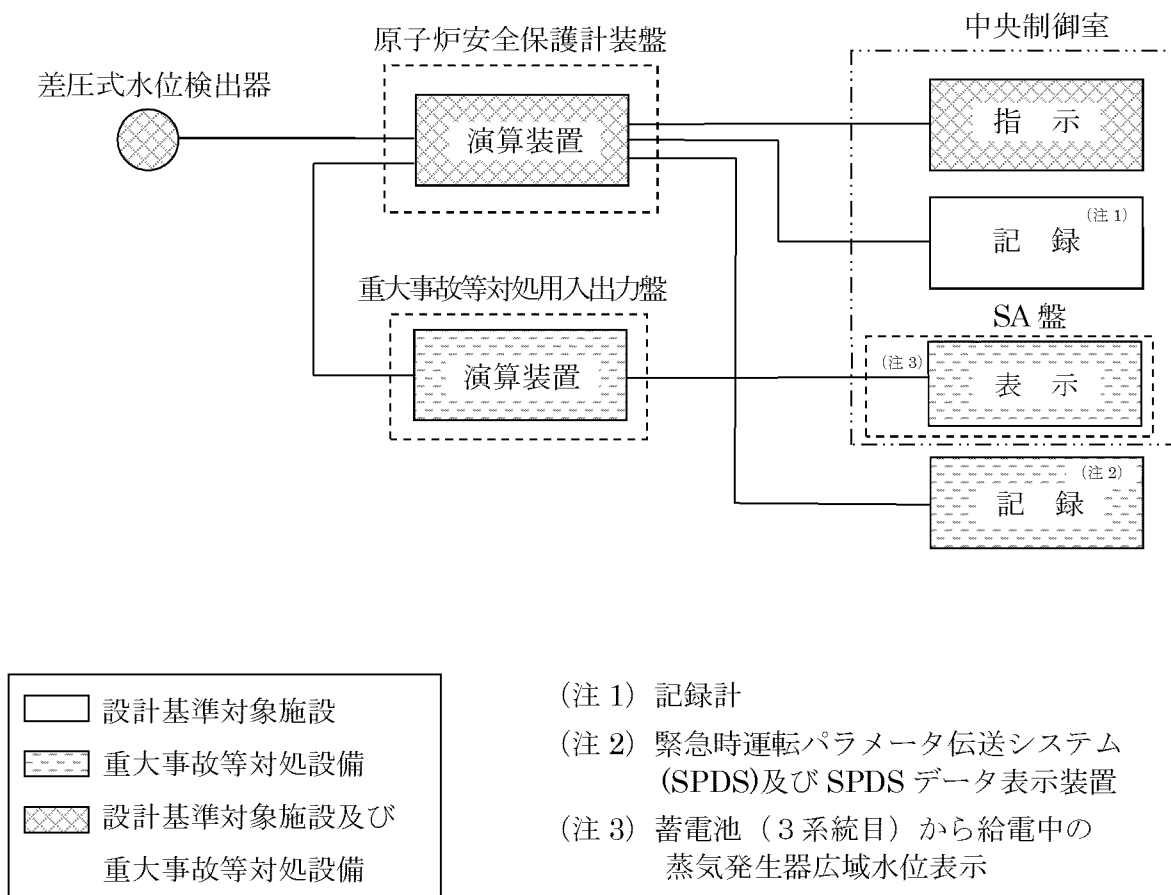 中央制御室
原子炉安全保護計装盤
差圧式水位検出器
演算装置
指 示
(注 1)
記 録
重大事故等対処用入出力盤
SA 盤
(注 3)
演算装置
表 示
(注 2)
記 録
設計基準対象施設
重大事故等対処設備
設計基準対象施設及び
重大事故等対処設備
(注 1) 記録計
(注 2) 緊急時運転パラメータ伝送システム
(SPDS)及び SPDS データ表示装置
(注 3) 蓄電池（3系統目）から給電中の
蒸気発生器広域水位表示